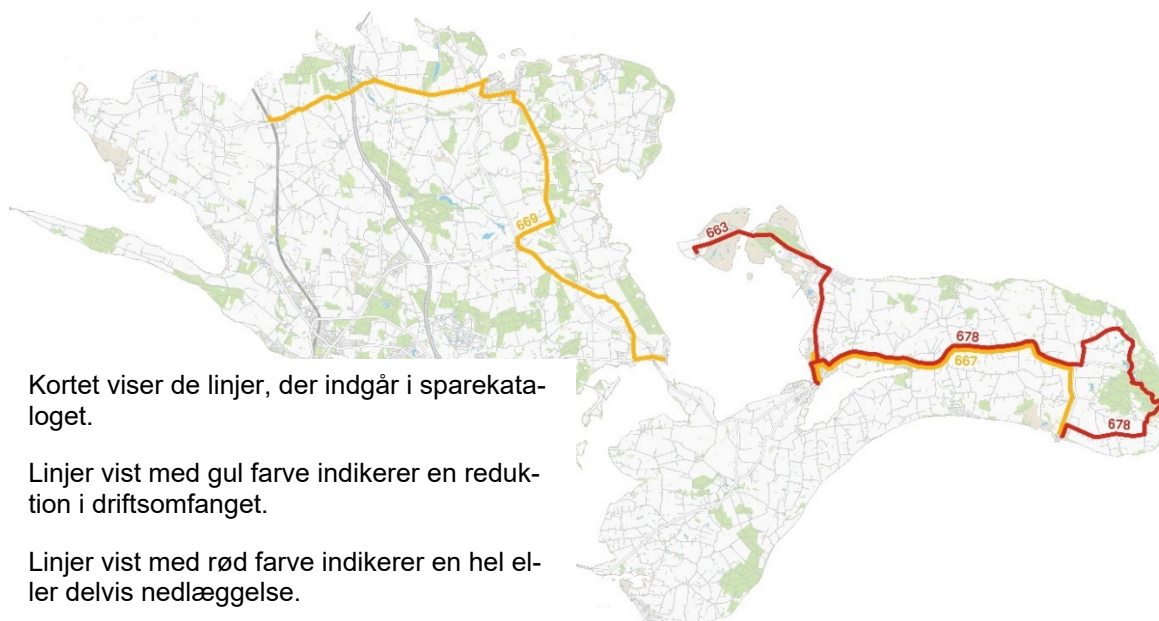 669
663
678
667
678
Kortet viser de linjer, der indgår i sparekata-
loget.
Linjer vist med gul farve indikerer en reduk-
tion i driftsomfanget.
Linjer vist med rød farve indikerer en hel el-
ler delvis nedlæggelse.